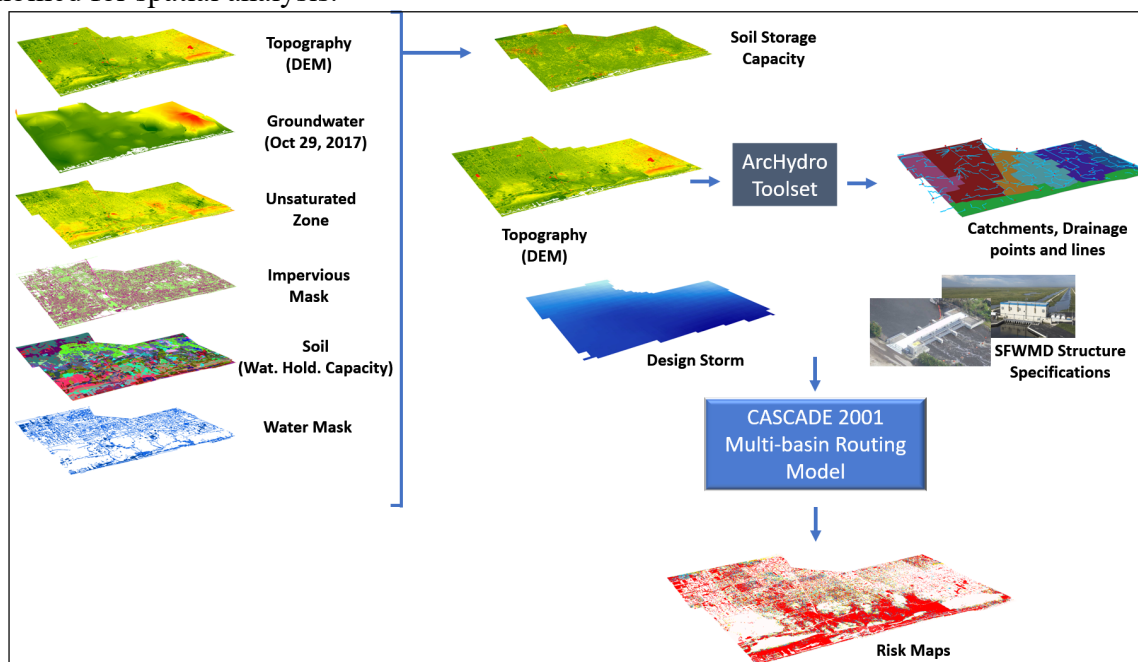 Topography
(DEM)
Groundwater
(Oct 29, 2017)
Unsaturated
Zone
Impervious
Mask
Soil
(Wat. Hold. Capacity)
Water Mask
Soil Storage
Capacity
Topography
(DEM)
ArcHydro
Toolset
Catchments, Drainage
points and lines
Design Storm
SFWMD Structure
Specifications
CASCADE 2001
Multi-basin Routing
Model
Risk Maps